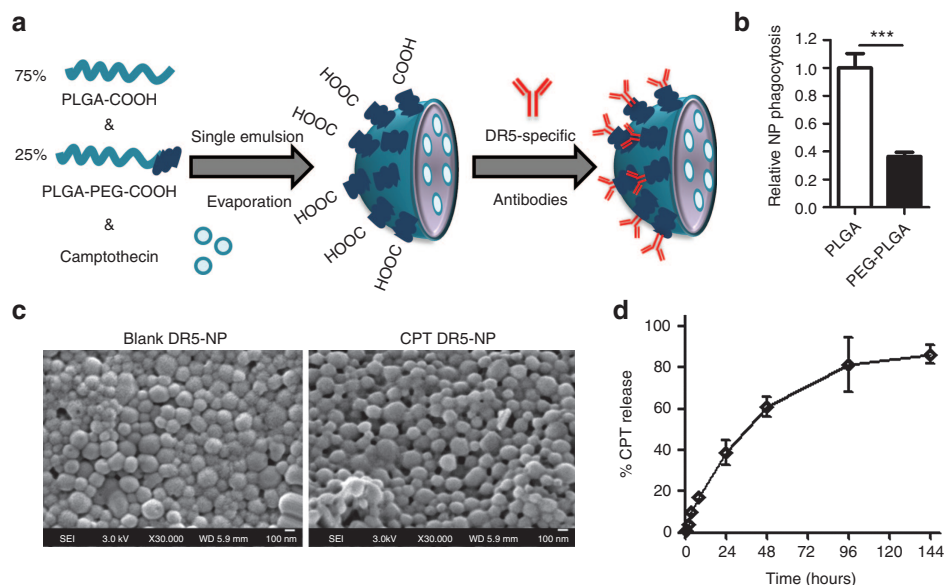 a
75%
PLGA-COOH
&
25%
PLGA-PEG-COOH
&
Camptothecin
Single emulsion
Evaporation
COOH
HOOC
HOOC
HOOC
HOOC
HOOC
HOOC
DR5-specific
Antibodies
b
***
Relative NP phagocytosis
1.2
1.0
0.8
0.6
0.4
0.2
0.0
PLGA
PEG-PLGA
c
Blank DR5-NP
CPT DR5-NP
SEI 3.0 kV X30.000 WD 5.9 mm 100 nm
SEI 3.0kV X30.000 WD 5.9 mm 100 nm
d
% CPT release
100
80
60
40
20
0
0 24 48 72 96 120 144
Time (hours)